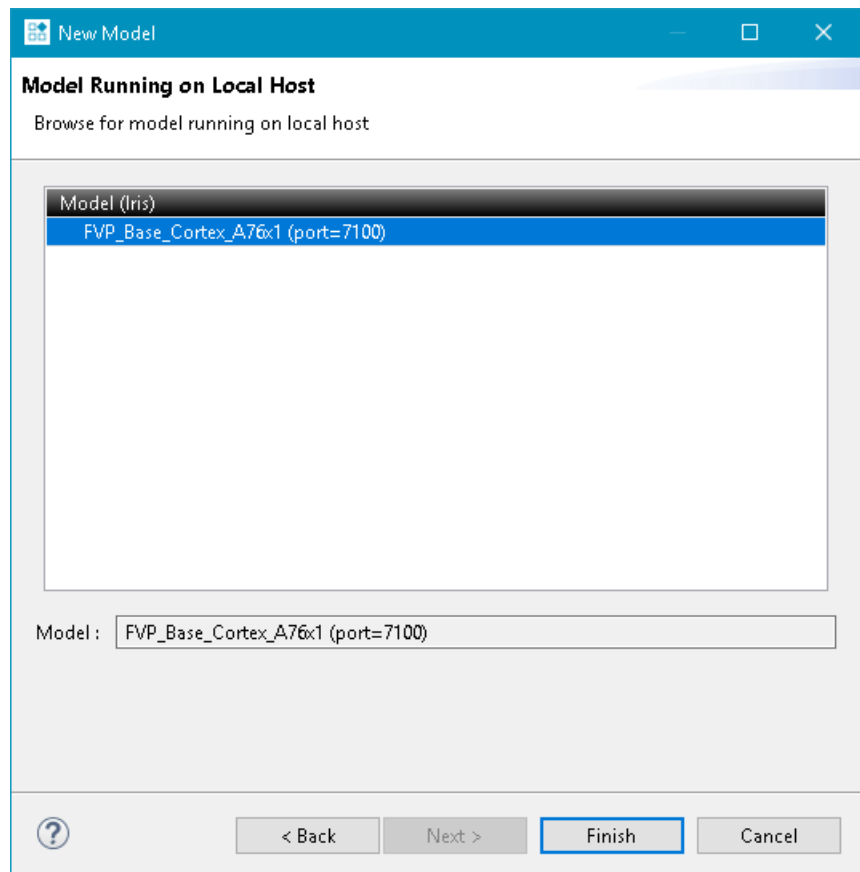 New Model
Model Running on Local Host
Browse for model running on local host
Model (Iris)
FVP_Base_Cortex_A76x1 (port=7100)
Model : FVP_Base_Cortex_A76x1 (port=7100)
? < Back Next > Finish Cancel